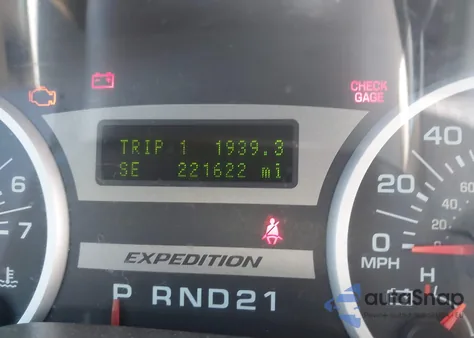 CHECK
GAGE
TRIP 1 1939.3
SE 221622 mi
6
7
40
20
0
MPH
60
H
EXPEDITION
P RND21
autoSnap